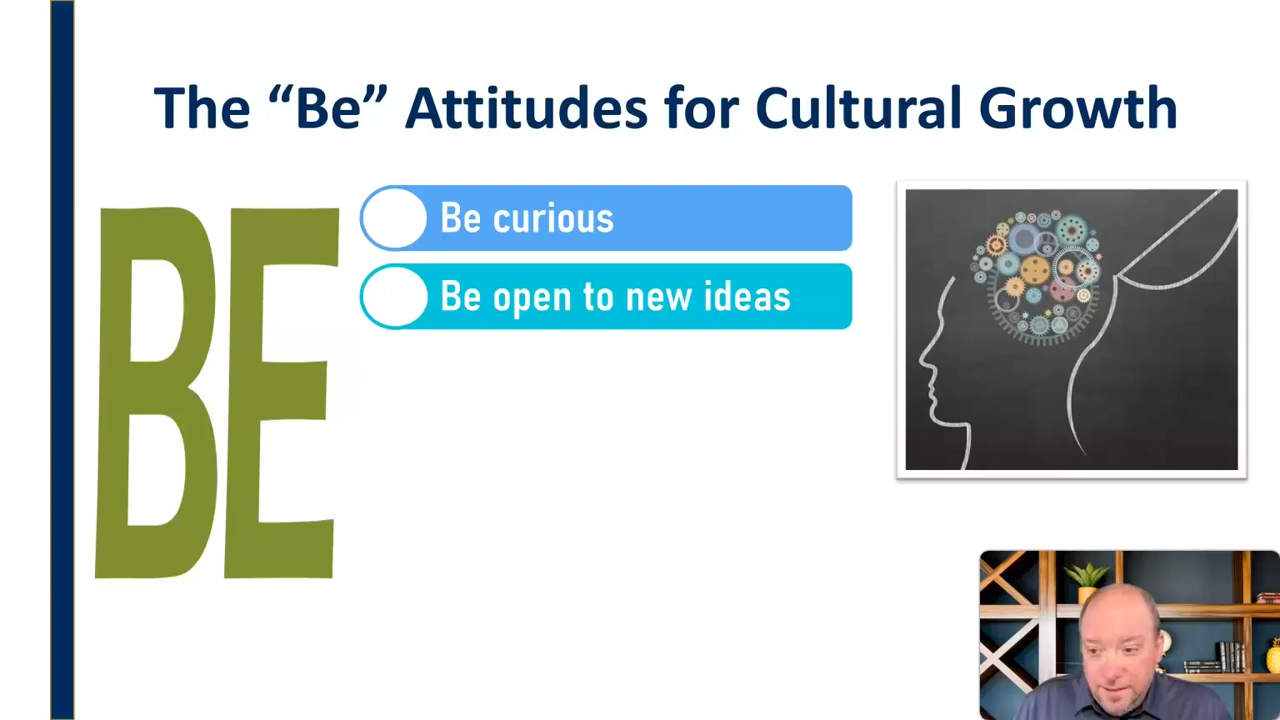 The “Be” Attitudes for Cultural Growth
BE
Be curious
Be open to new ideas